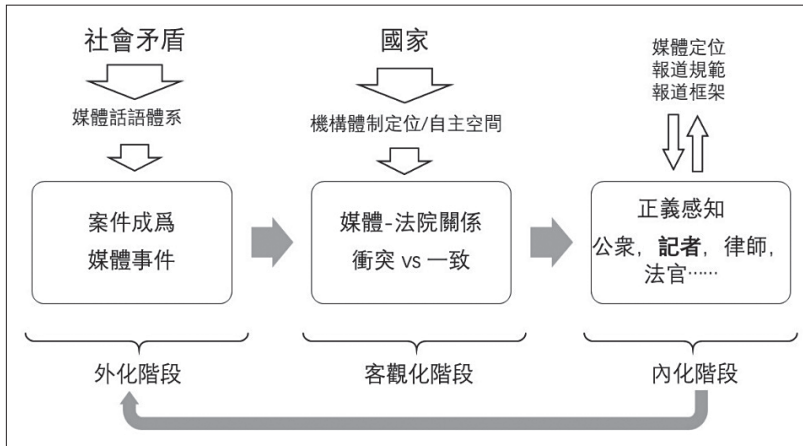 社會矛盾
媒體話語體系
案件成爲
媒體事件
外化階段
國家
機構體制定位/自主空間
媒體-法院關係
衝突 vs 一致
客觀化階段
媒體定位
報道規範
報道框架
正義感知
公衆，記者，律師，
法官……
內化階段